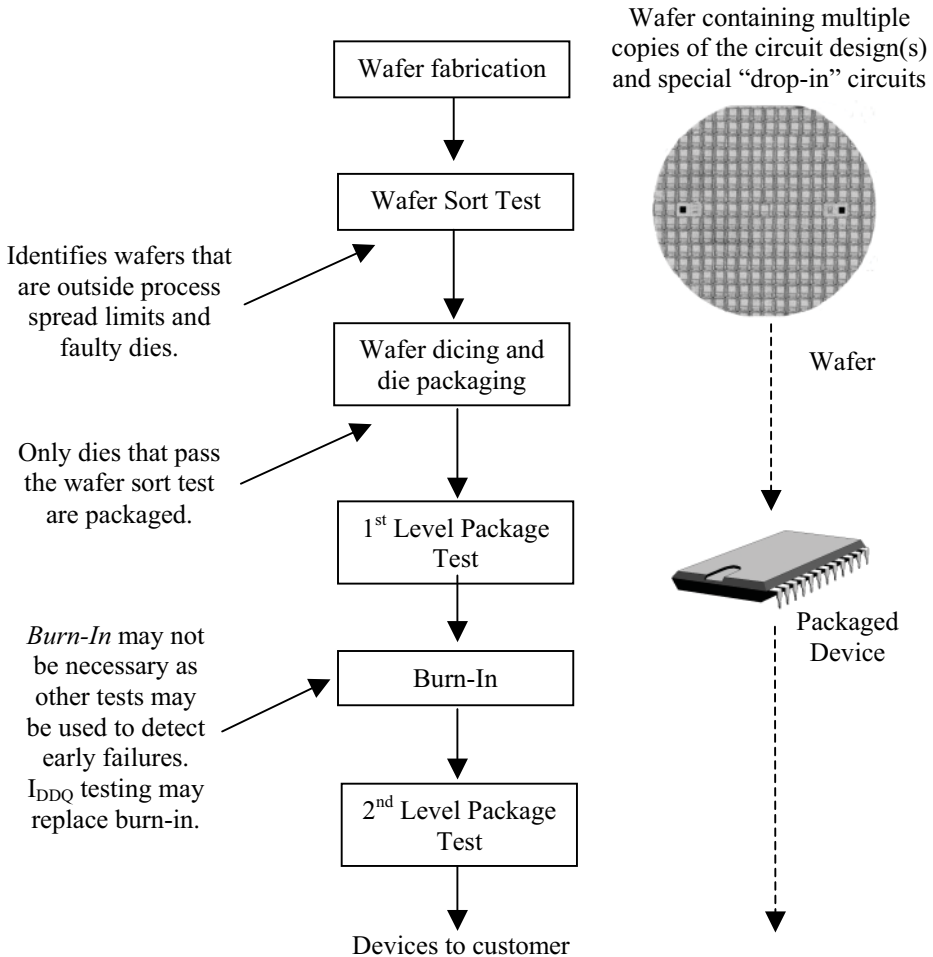 Wafer containing multiple
copies of the circuit design(s)
and special “drop-in” circuits
Wafer fabrication
Wafer Sort Test
Identifies wafers that
are outside process
spread limits and
faulty dies.
Wafer dicing and
die packaging
Wafer
Only dies that pass
the wafer sort test
are packaged.
1st Level Package
Test
Packaged
Device
Burn-In may not
be necessary as
other tests may
be used to detect
early failures.
IDDQ testing may
replace burn-in.
Burn-In
2nd Level Package
Test
Devices to customer